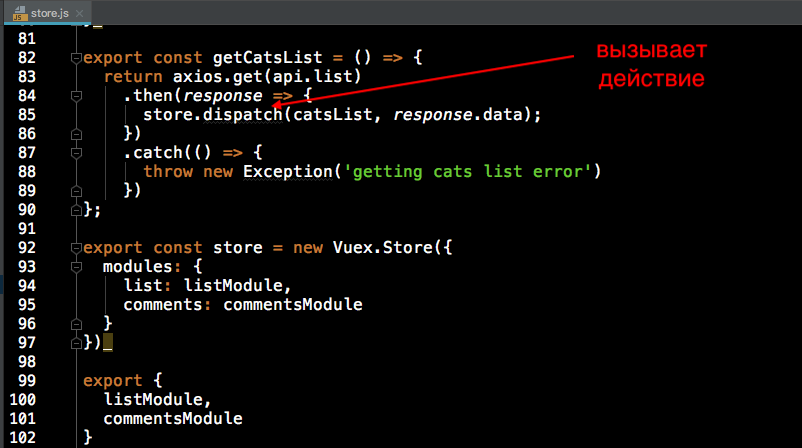 store.js
81
82 export const getCatsList = () => {
вызывает
83 return axios.get(api.list)
действие
84 .then(response => {
85 store.dispatch(catsList, response.data);
86 })
87 .catch(() => {
88 throw new Exception('getting cats list error')
89 })
90 };
91
92 export const store = new Vuex.Store({
93 modules: {
94 list: listModule,
95 comments: commentsModule
96 }
97 })
98
99 export {
100 listModule,
101 commentsModule
102 }